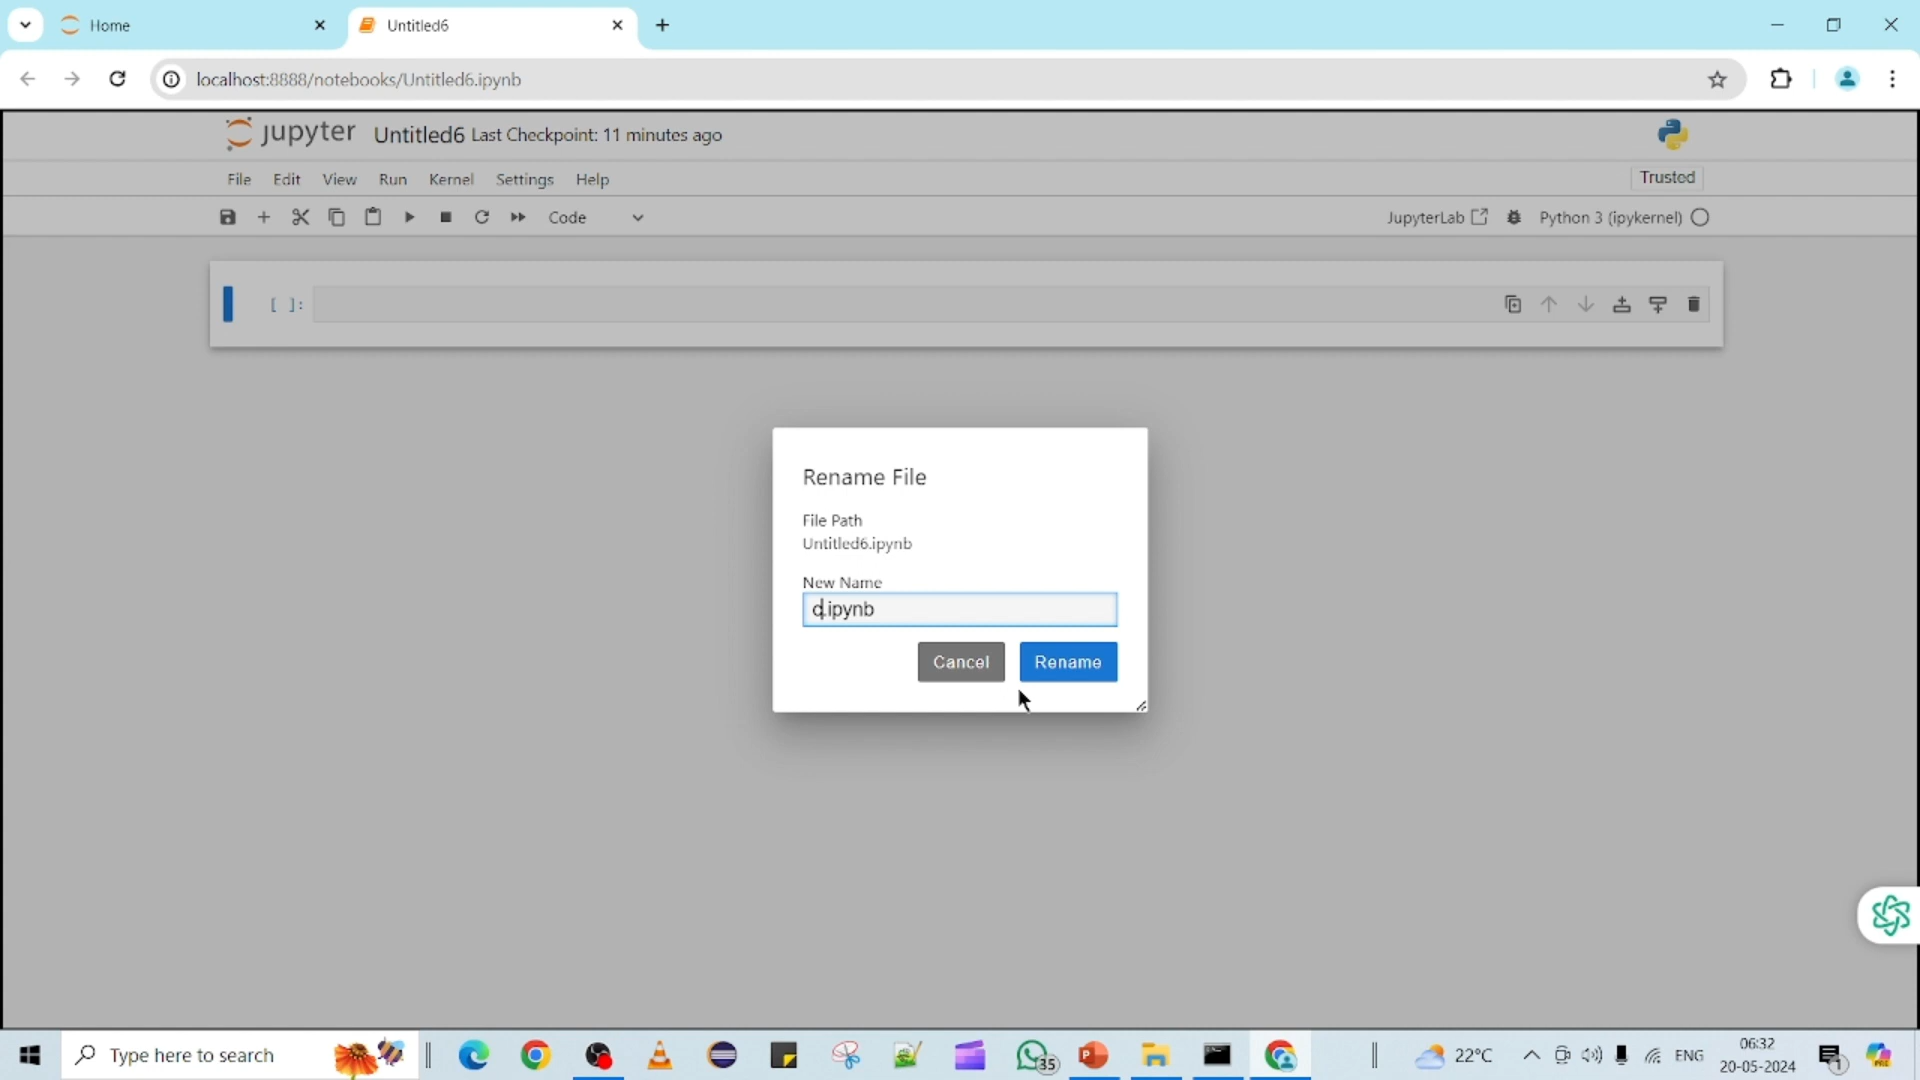 Home
Untitled6
localhost:8888/notebooks/Untitled6.ipynb
jupyter Untitled6 Last Checkpoint: 11 minutes ago
File Edit View Run Kernel Settings Help
Trusted
Code
JupyterLab
Python 3 (ipykernel)
[ ]:
Rename File
File Path
Untitled6.ipynb
New Name
d.ipynb
Cancel
Rename
Type here to search
35
22°C
ENG
06:32
20-05-2024
1